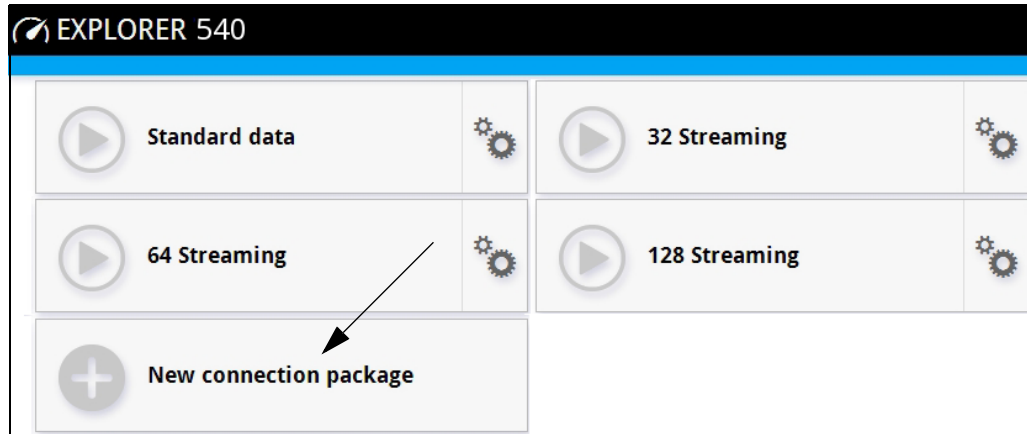 EXPLORER 540
Standard data
32 Streaming
64 Streaming
128 Streaming
New connection package